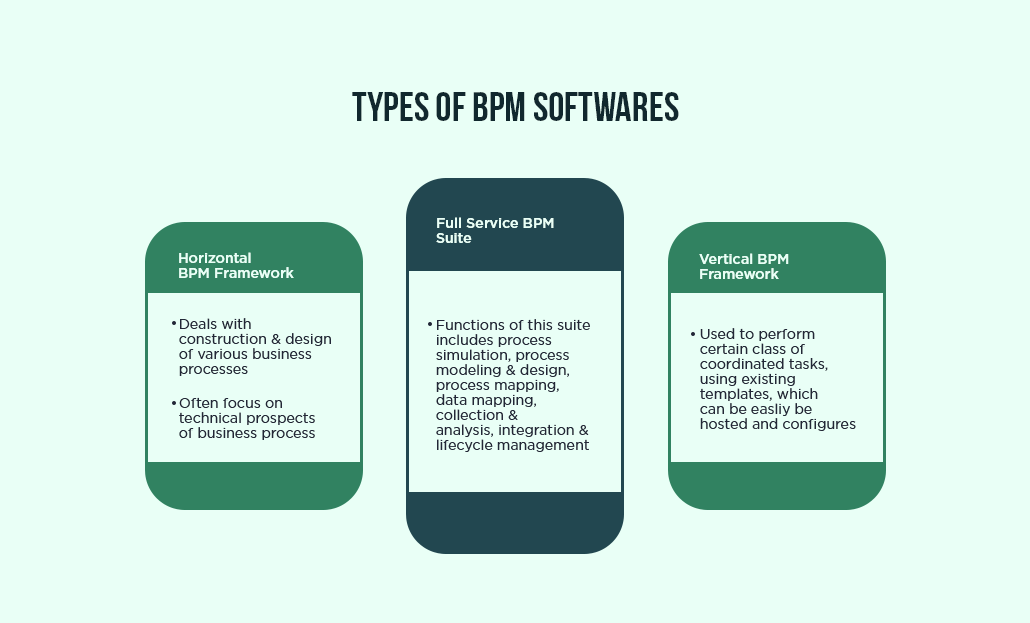 TYPES OF BPM SOFTWARES
Horizontal
BPM Framework
•Deals with
construction & design
of various business
processes
•Often focus on
technical prospects
of business process
Full Service BPM
Suite
• Functions of this suite
includes process
simulation, process
modeling & design,
process mapping,
data mapping,
collection &
analysis, integration &
lifecycle management
Vertical BPM
Framework
• Used to perform
certain class of
coordinated tasks,
using existing
templates, which
can be easliy be
hosted and configures